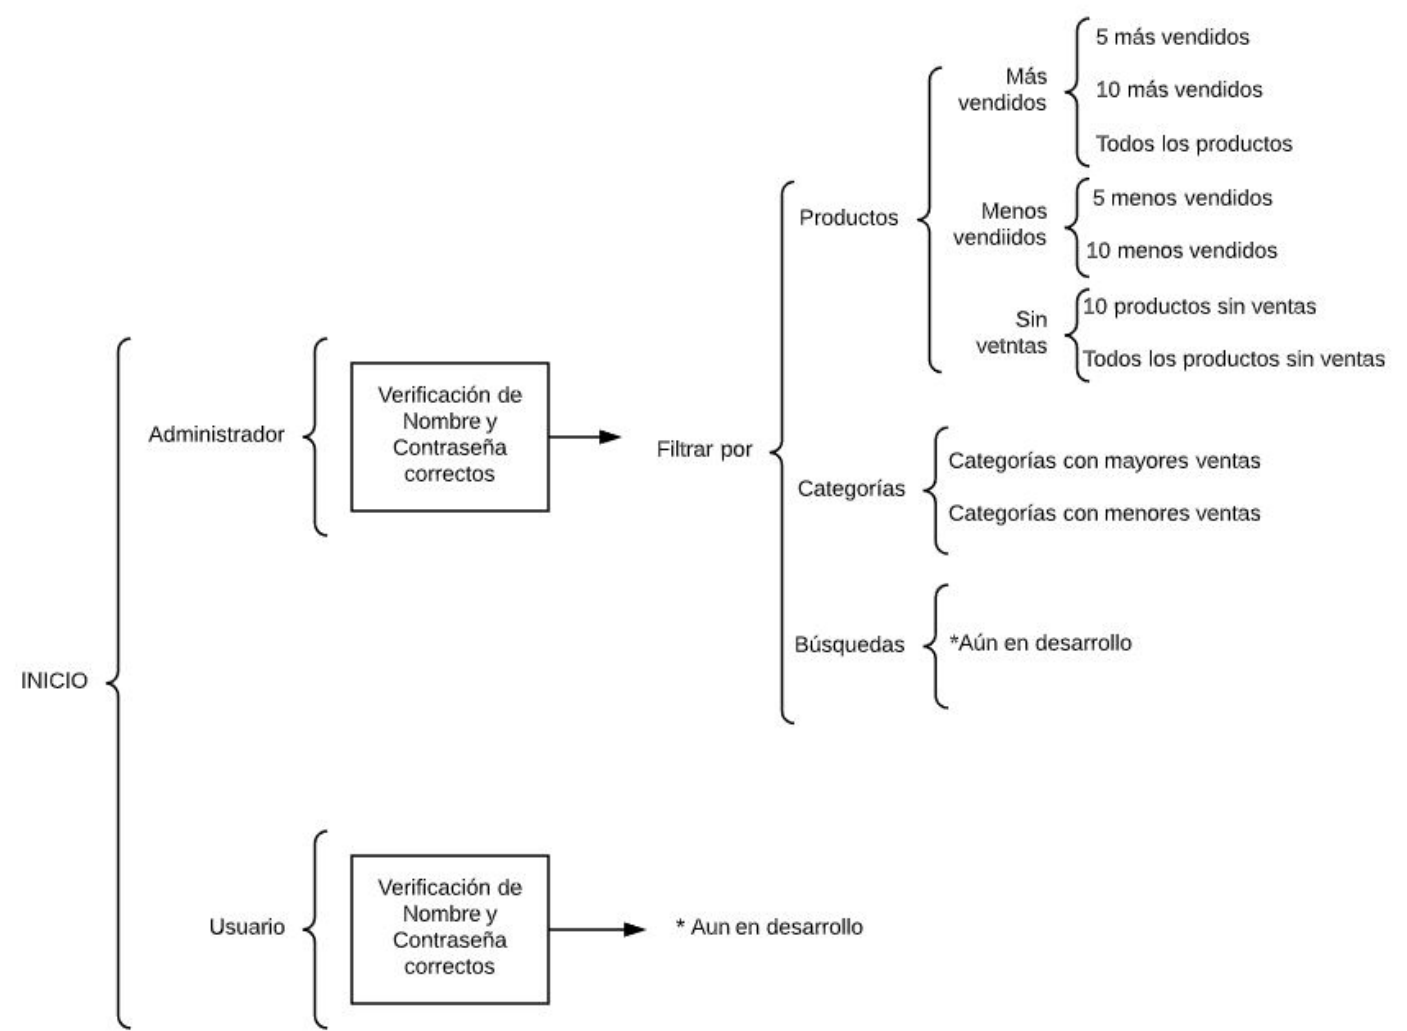 INICIO
Administrador
Verificación de
Nombre y
Contraseña
correctos
Filtrar por
Productos
Más
vendidos
5 más vendidos
10 más vendidos
Todos los productos
Menos
vendiidos
5 menos vendidos
10 menos vendidos
Sin
vetntas
10 productos sin ventas
Todos los productos sin ventas
Categorías
Categorías con mayores ventas
Categorías con menores ventas
Búsquedas
*Aún en desarrollo
Usuario
Verificación de
Nombre y
Contraseña
correctos
* Aun en desarrollo